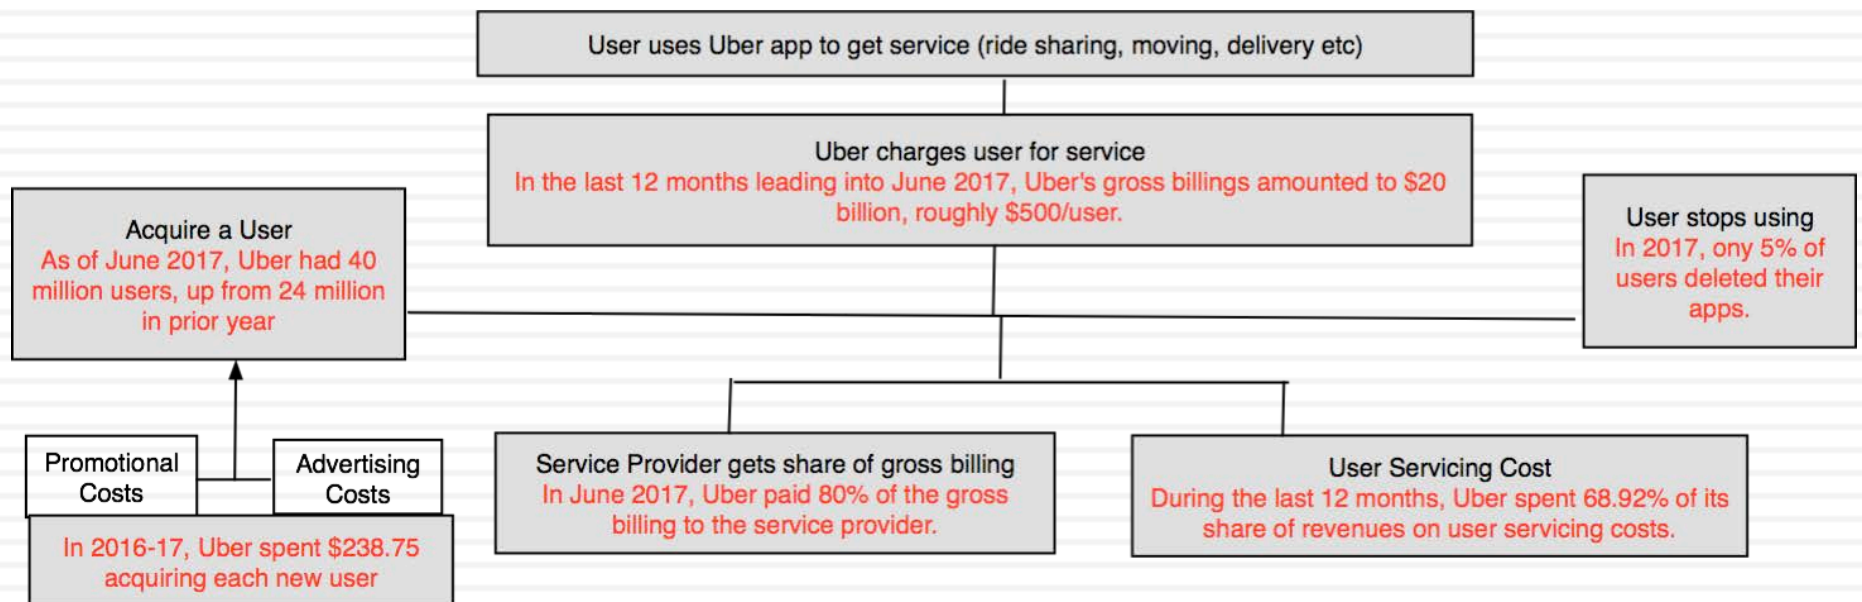 User uses Uber app to get service (ride sharing, moving, delivery etc)
Uber charges user for service
In the last 12 months leading into June 2017, Uber's gross billings amounted to $20
billion, roughly $500/user.
Acquire a User
As of June 2017, Uber had 40
million users, up from 24 million
in prior year
User stops using
In 2017, ony 5% of
users deleted their
apps.
Promotional
Costs
Advertising
Costs
In 2016-17, Uber spent $238.75
acquiring each new user
Service Provider gets share of gross billing
In June 2017, Uber paid 80% of the gross
billing to the service provider.
User Servicing Cost
During the last 12 months, Uber spent 68.92% of its
share of revenues on user servicing costs.